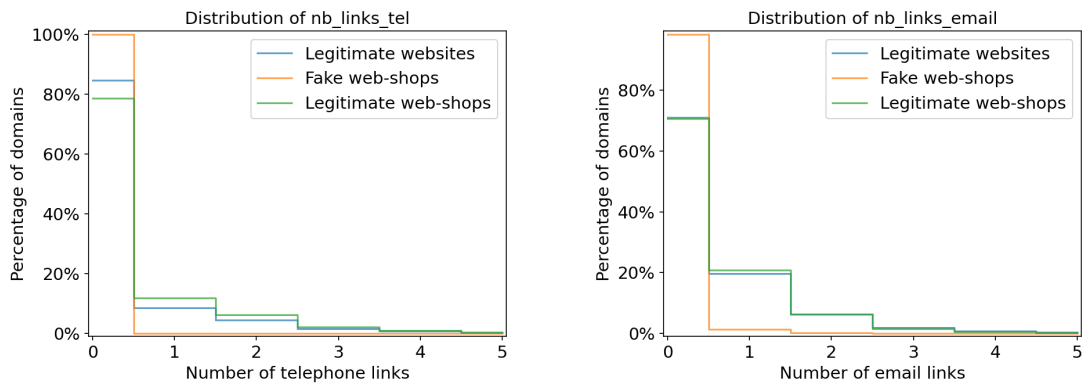 Distribution of nb_links_tel
100%
80%
60%
40%
20%
0%
Percentage of domains
Legitimate websites
Fake web-shops
Legitimate web-shops
0 1 2 3 4 5
Number of telephone links
Distribution of nb_links_email
80%
60%
40%
20%
0%
Percentage of domains
Legitimate websites
Fake web-shops
Legitimate web-shops
0 1 2 3 4 5
Number of email links